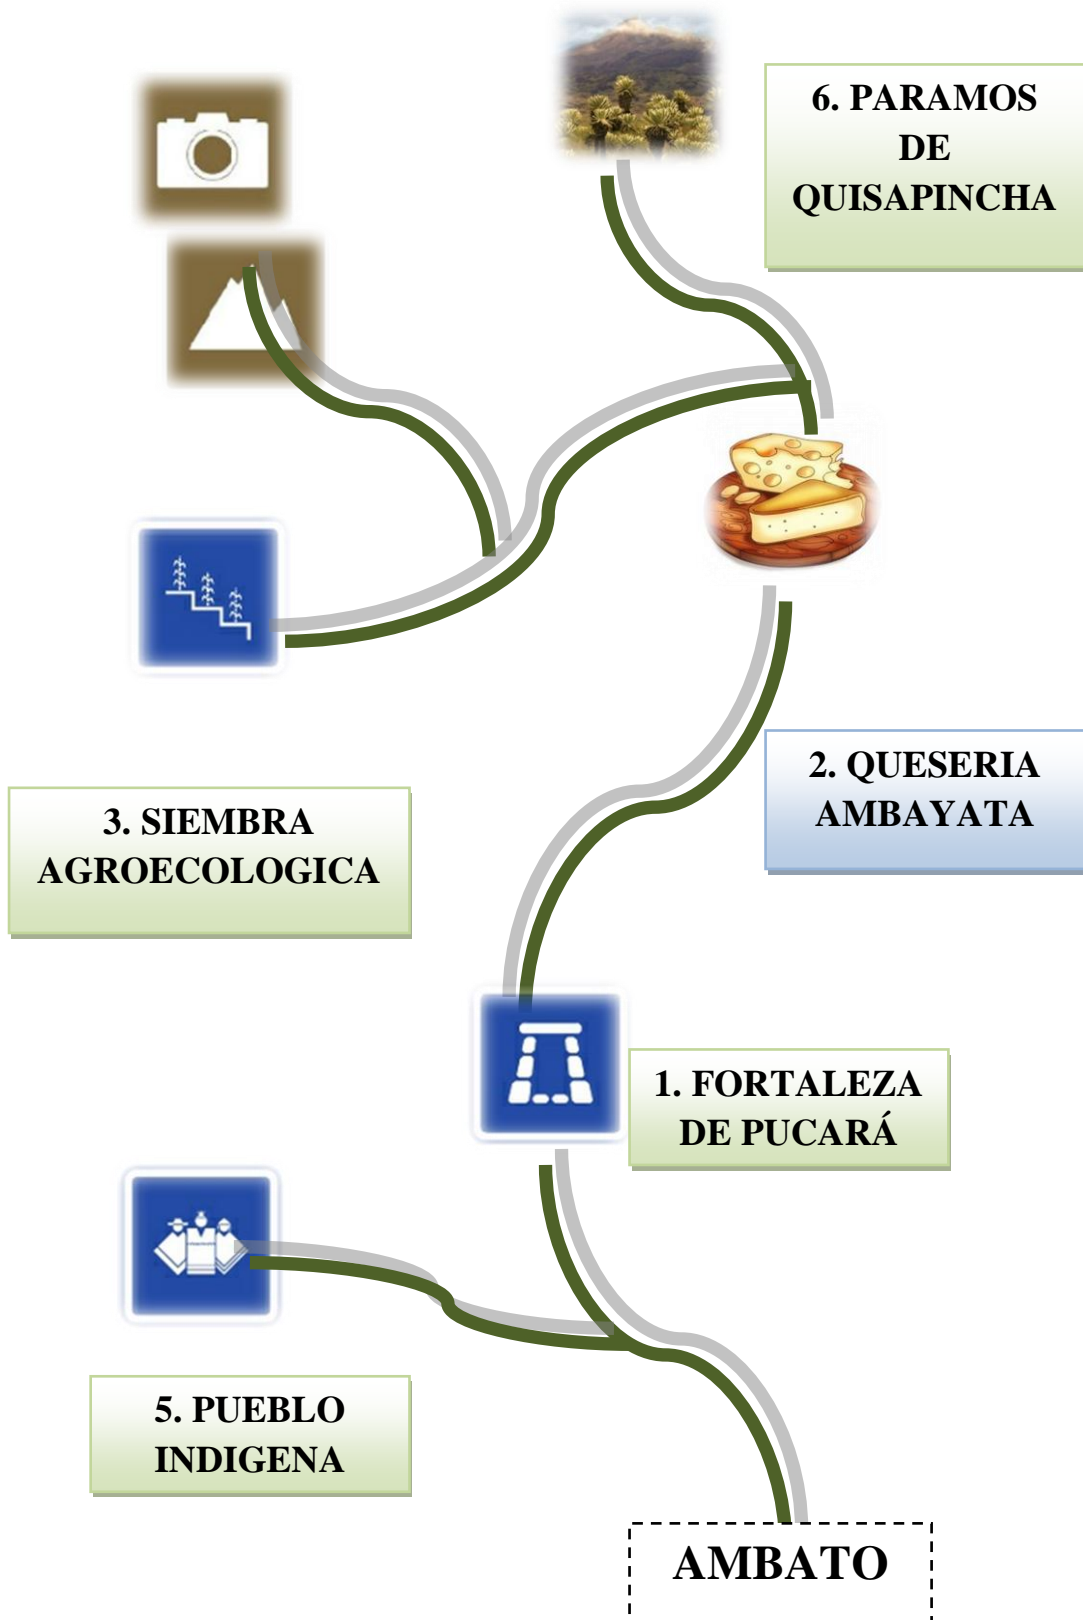 6. PARAMOS
DE
QUISAPINCHA
2. QUESERIA
AMBAYATA
3. SIEMBRA
AGROECOLOGICA
1. FORTALEZA
DE PUCARÁ
5. PUEBLO
INDIGENA
AMBATO